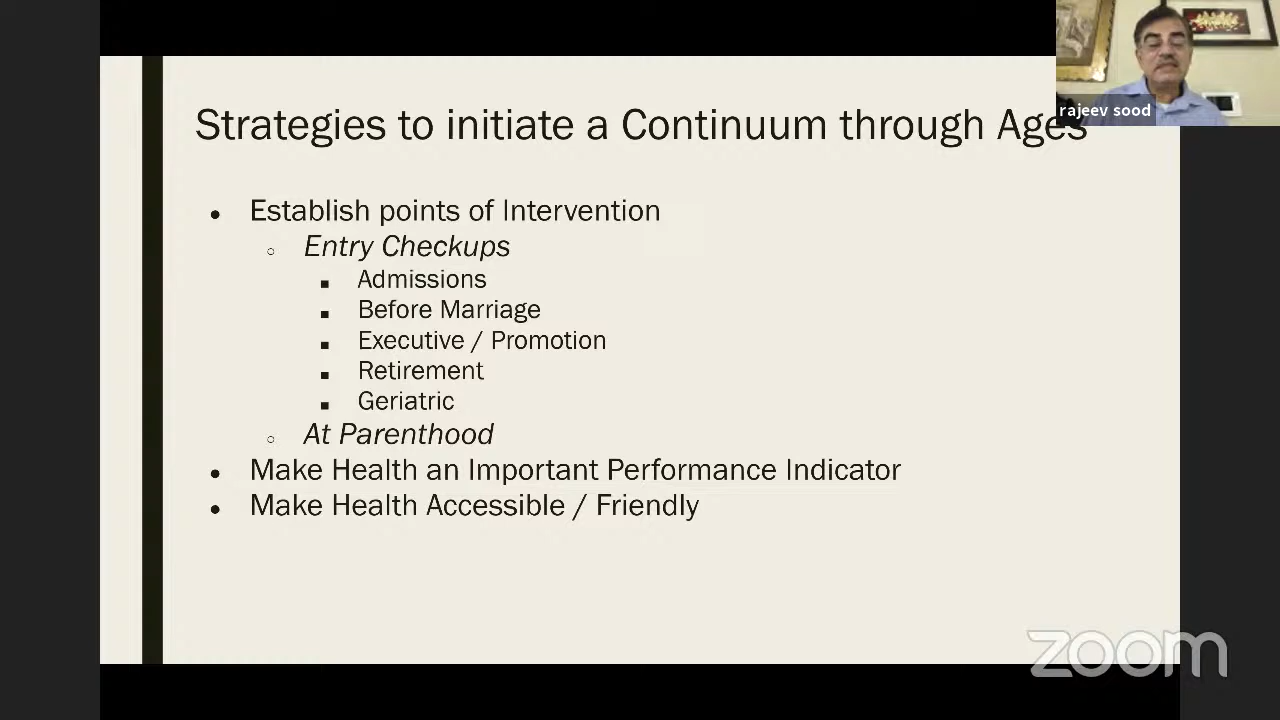 rajeev sood
Strategies to initiate a Continuum through Ages
• Establish points of Intervention
○ Entry Checkups
■ Admissions
■ Before Marriage
■ Executive / Promotion
■ Retirement
■ Geriatric
○ At Parenthood
• Make Health an Important Performance Indicator
• Make Health Accessible / Friendly
zoom